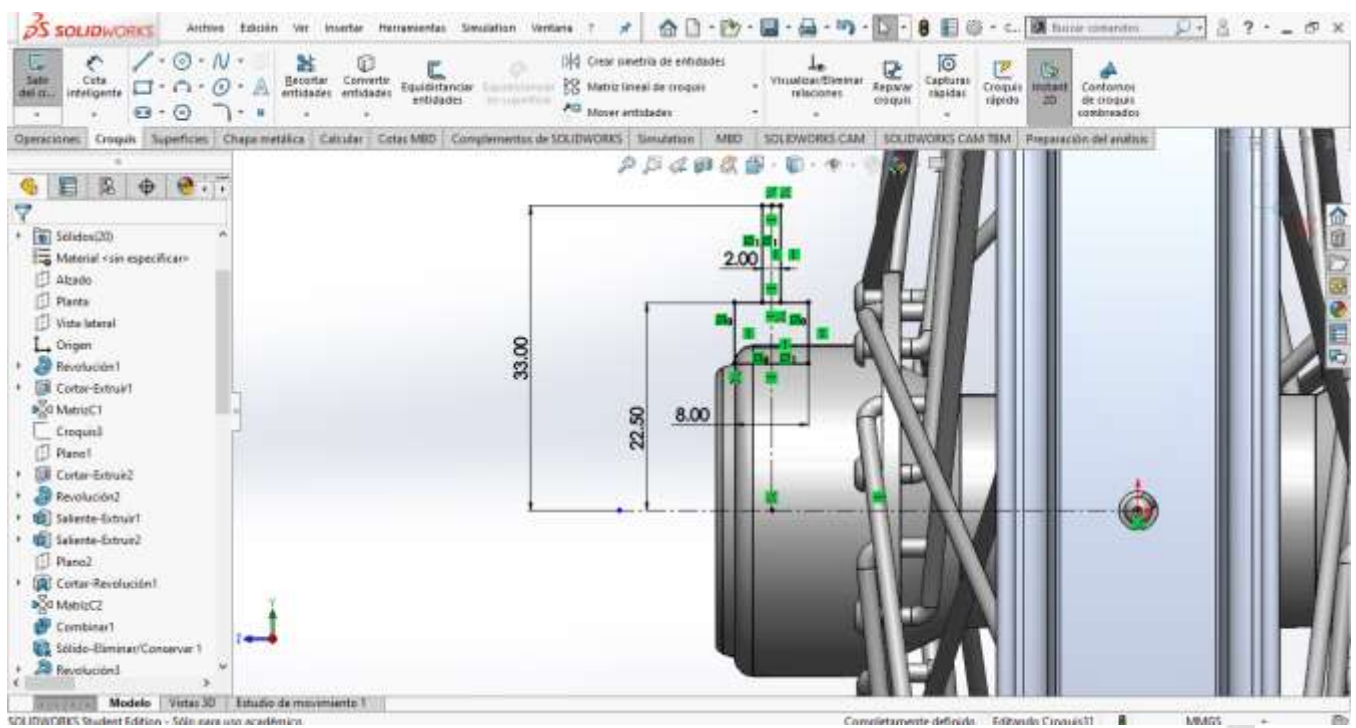 SOLIDWORKS Archivo Edición Ver Insertar Herramientas Simulation Ventana ? Buscar comandos
Salir del cr...
Cota inteligente
Recortar entidades
Convertir entidades
Equidistanciar entidades
Crear simetría de entidades
Matriz lineal de croquis
Mover entidades
Visualizar/Eliminar relaciones
Reparar croquis
Capturas rápidas
Croquis rápido
Instant 2D
Contornos de croquis sombreados
Operaciones Croquis Superficies Chapa metálica Calcular Cotas MBD Complementos de SOLIDWORKS Simulation MBD SOLIDWORKS CAM SOLIDWORKS CAM TBM Preparación del análisis
Sólidos(20)
Material <sin especificar>
Alzado
Planta
Vista lateral
Origen
Revolución1
Cortar-Extruir1
MatrizC1
Croquis3
Plano1
Cortar-Extruir2
Revolución2
Saliente-Extruir1
Saliente-Extruir2
Plano2
Cortar-Revolución1
MatrizC2
Combinar1
Sólido-Eliminar/Conservar 1
Revolución3
2.00
33.00
22.50
8.00
Y
Z
Modelo Vistas 3D Estudio de movimiento 1
SOLIDWORKS Student Edition - Sólo para uso académico. Completamente definido Editando Croquis11 MMGS